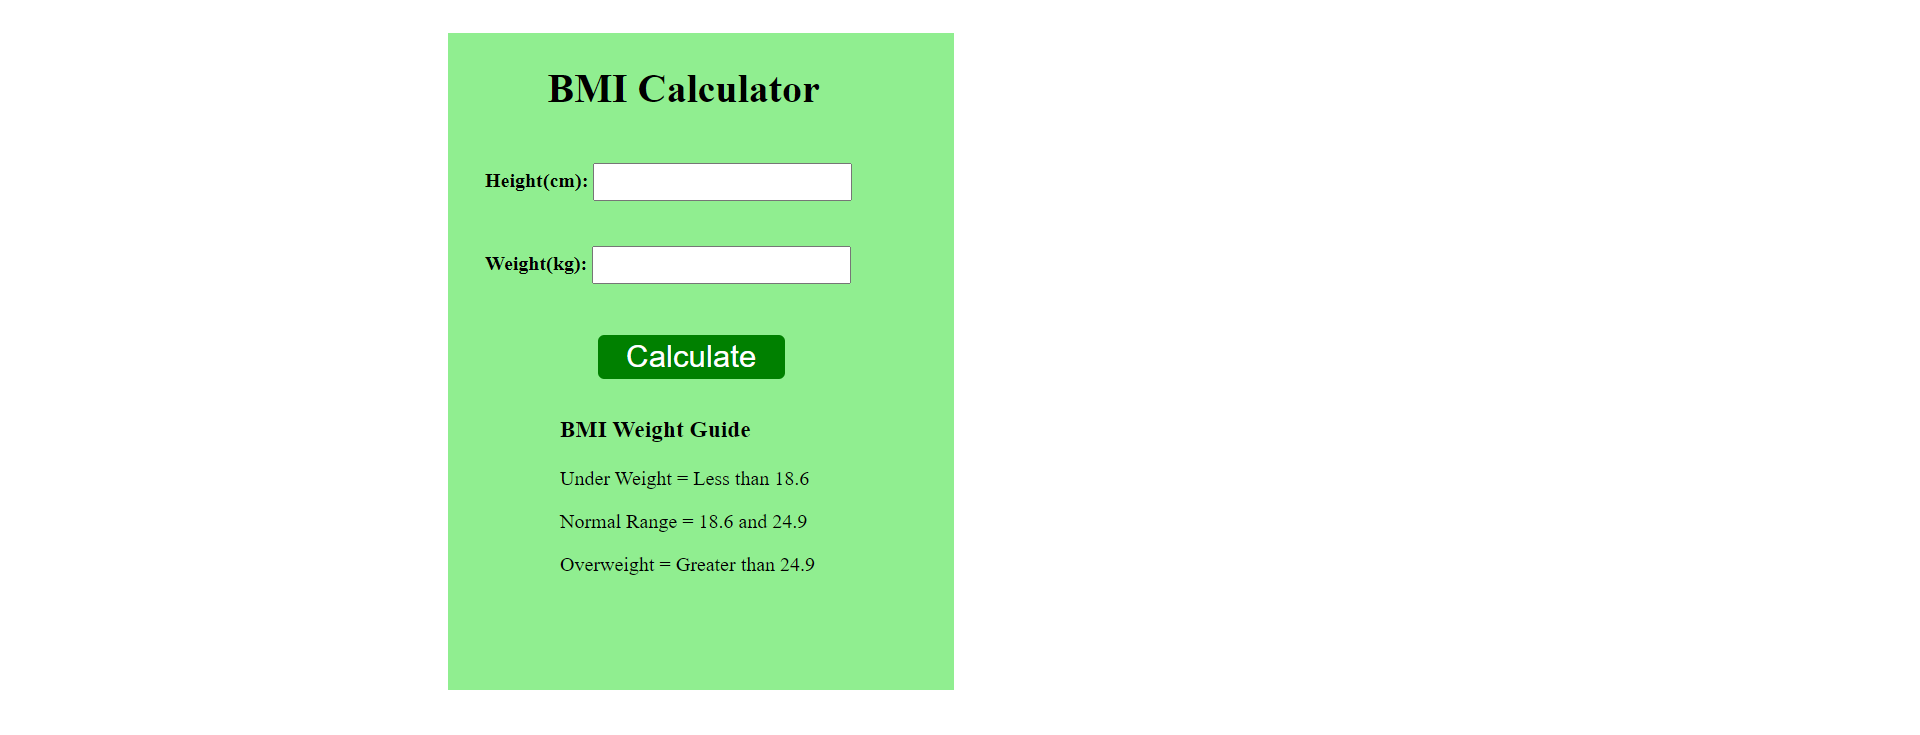 BMI Calculator
Height(cm):
Weight(kg):
Calculate
BMI Weight Guide
Under Weight = Less than 18.6
Normal Range = 18.6 and 24.9
Overweight = Greater than 24.9